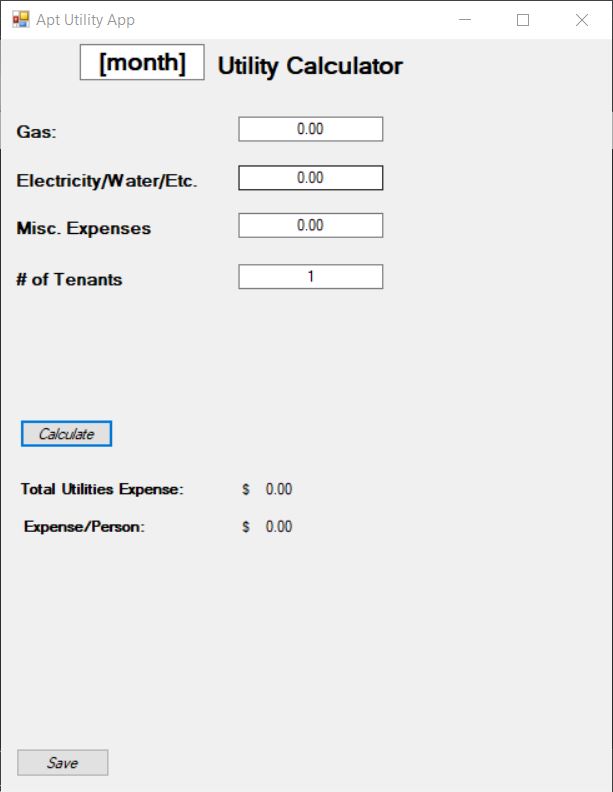 Apt Utility App
[month] Utility Calculator
Gas: 0.00
Electricity/Water/Etc. 0.00
Misc. Expenses 0.00
# of Tenants 1
Calculate
Total Utilities Expense: $ 0.00
Expense/Person: $ 0.00
Save